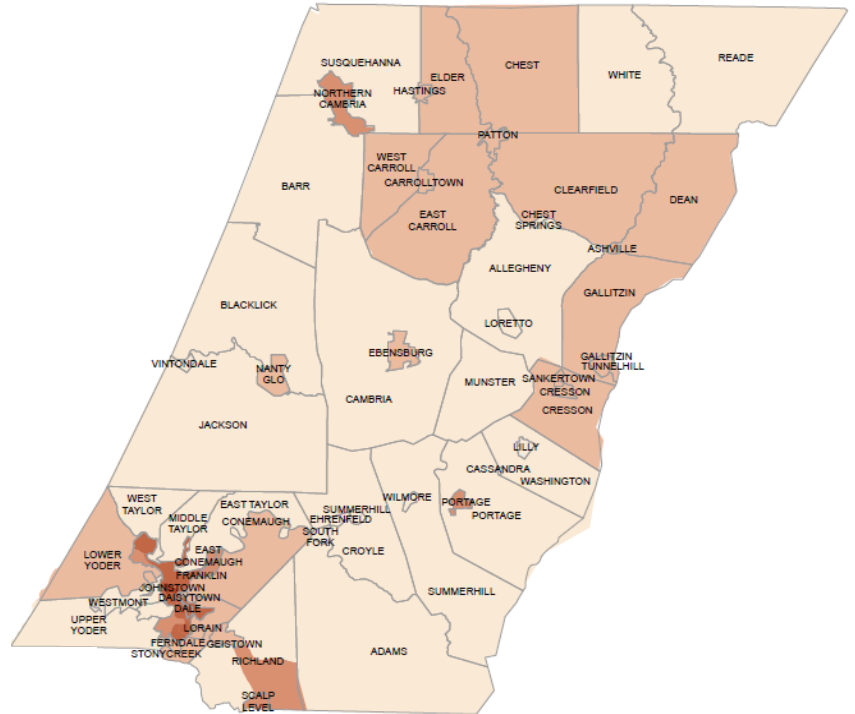 SUSQUEHANNA
NORTHERN
CAMBRIA
HASTINGS
ELDER
CHEST
WHITE
READE
PATTON
BARR
WEST
CARROLL
CARROLLTOWN
EAST
CARROLL
CLEARFIELD
DEAN
CHEST
SPRINGS
ASHVILLE
ALLEGHENY
GALLITZIN
BLACKLICK
LORETTO
VINTONDALE
NANTY
GLO
EBENSBURG
GALLITZIN
TUNNELHILL
MUNSTER
SANKERTOWN
CRESSON
CRESSON
CAMBRIA
JACKSON
LILLY
CASSANDRA
WASHINGTON
WEST
TAYLOR
MIDDLE
TAYLOR
EAST TAYLOR
CONEMAUGH
SUMMERHILL
EHRENFELD
SOUTH
FORK
WILMORE
PORTAGE
PORTAGE
CROYLE
LOWER
YODER
EAST
CONEMAUGH
FRANKLIN
JOHNSTOWN
DAISYTOWN
DALE
WESTMONT
UPPER
YODER
SUMMERHILL
LORAIN
FERNDALE
GEISTOWN
STONYCREEK
RICHLAND
ADAMS
SCALP
LEVEL